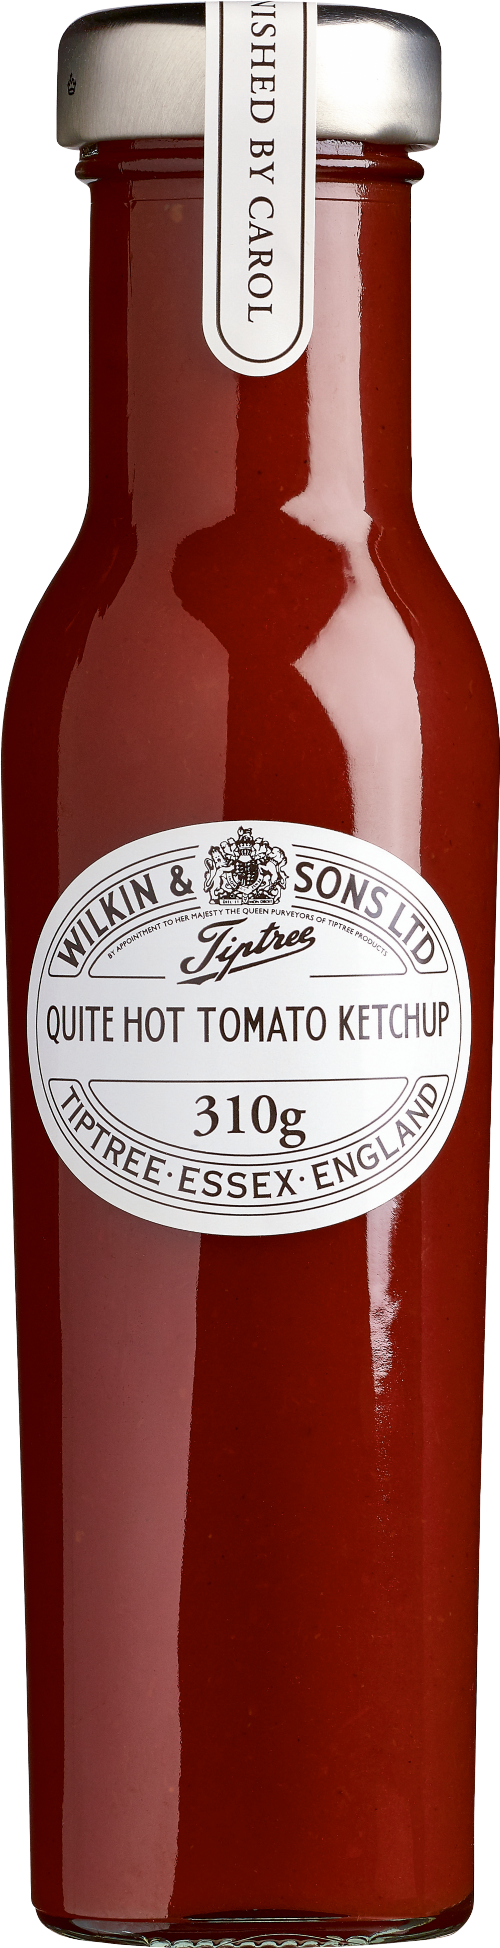 NISHED BY CAROL
WILKIN & SONS LTD
BY APPOINTMENT TO HER MAJESTY THE QUEEN PURVEYORS OF TIPTREE PRODUCTS
Tiptree
QUITE HOT TOMATO KETCHUP
310g
TIPTREE · ESSEX · ENGLAND